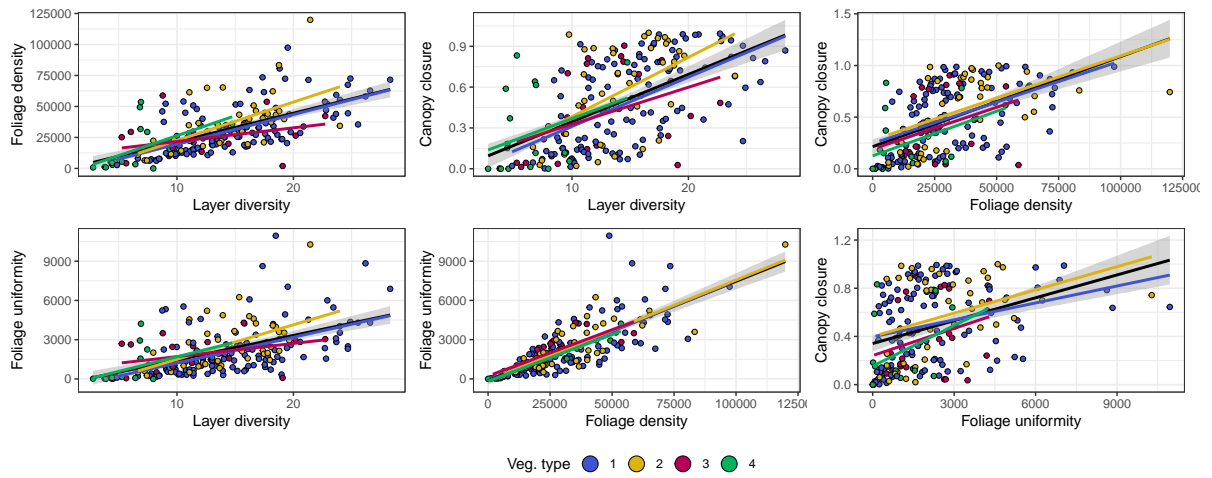 125000
100000
75000
50000
25000
0
Foliage density
10 20
Layer diversity
0.9
0.6
0.3
0.0
Canopy closure
10 20
Layer diversity
1.5
1.0
0.5
0.0
Canopy closure
0 25000 50000 75000 100000 125000
Foliage density
9000
6000
3000
0
Foliage uniformity
10 20
Layer diversity
9000
6000
3000
0
Foliage uniformity
0 25000 50000 75000 100000
Foliage density
1.2
0.8
0.4
0.0
Canopy closure
0 3000 6000 9000
Foliage uniformity
Veg. type 1 2 3 4